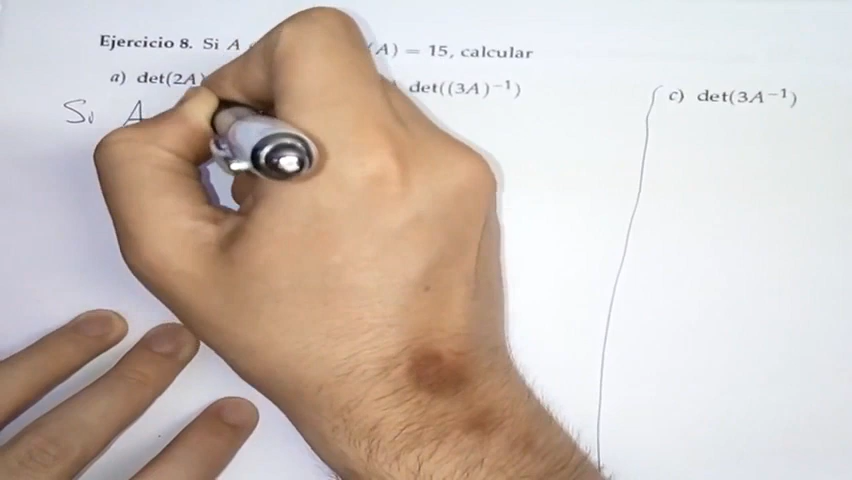 Ejercicio 8. Si A (A) = 15, calcular
a) det(2A) det((3A)⁻¹) c) det(3A⁻¹)
Si A